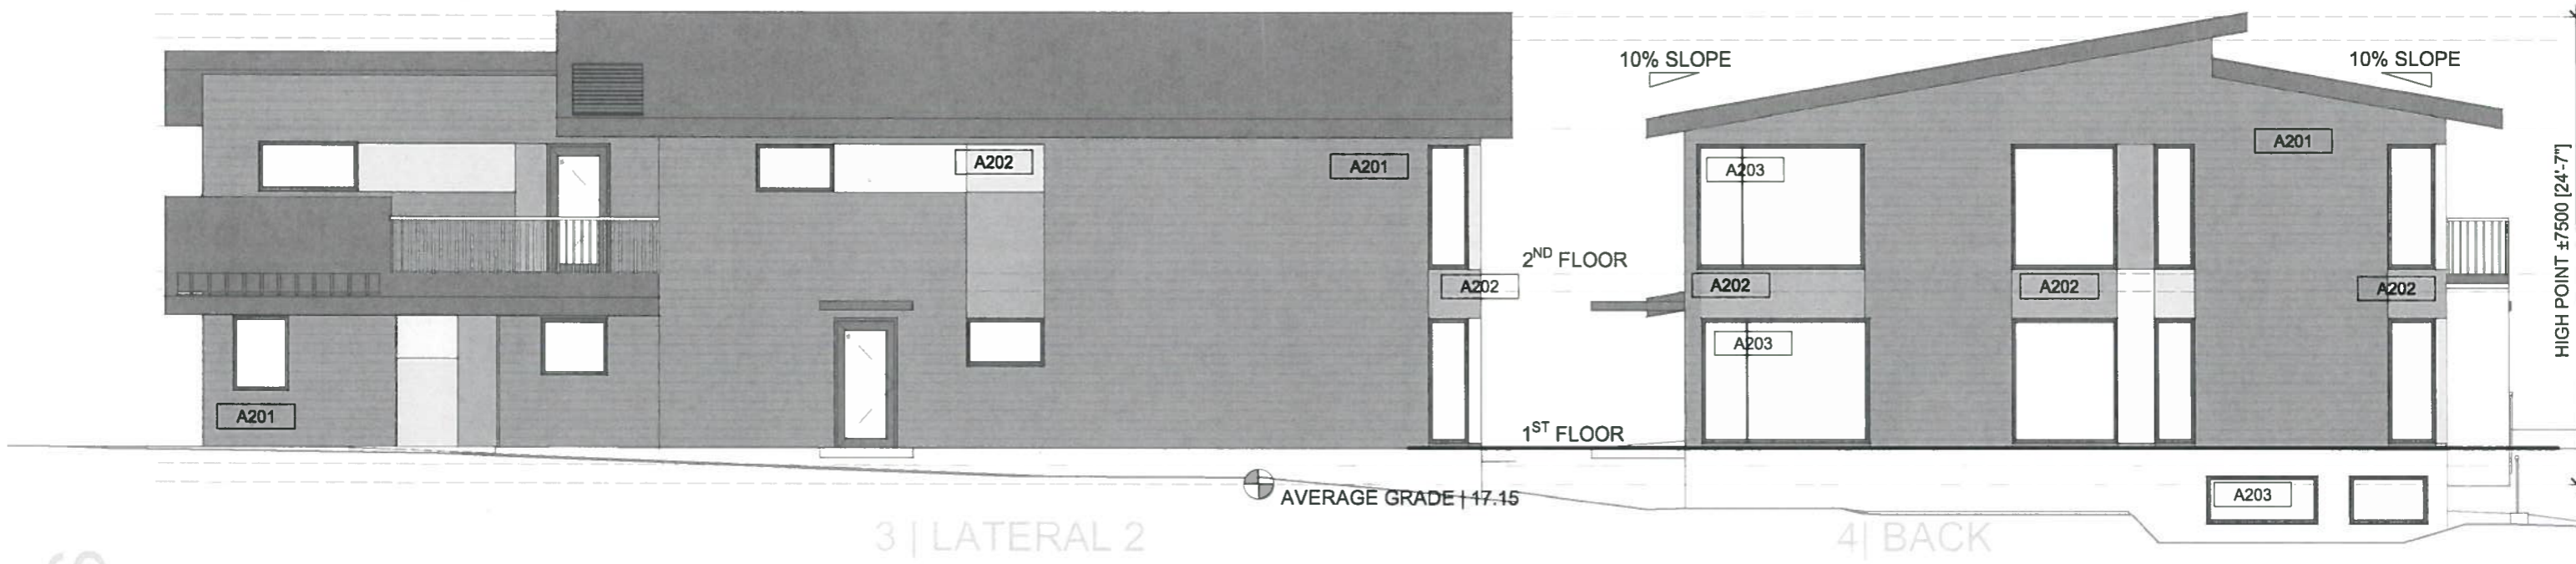 10% SLOPE
10% SLOPE
A202
A201
A203
A201
2ND FLOOR
A202
A202
A202
A202
A203
A201
1ST FLOOR
AVERAGE GRADE | 17.15
A203
HIGH POINT ±7500 [24'-7"]
3 | LATERAL 2
4| BACK